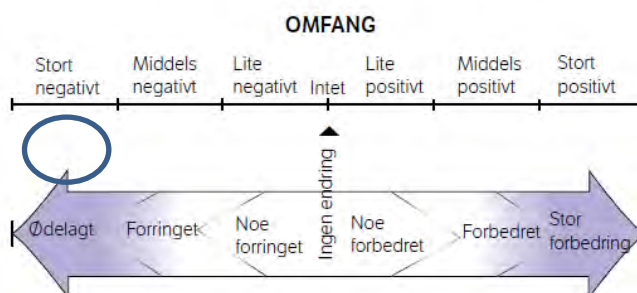 OMFANG
Stort negativt
Middels negativt
Lite negativt
Intet
Lite positivt
Middels positivt
Stort positivt
Ingen endring
Ødelagt
Forringet
Noe forringet
Noe forbedret
Forbedret
Stor forbedring